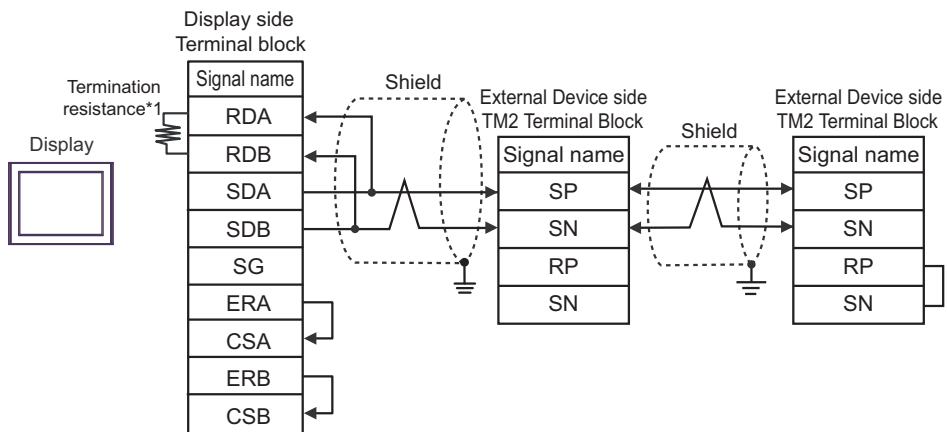 Display side
Terminal block
Signal name
Termination
resistance*1
RDA
RDB
SDA
SDB
SG
ERA
CSA
ERB
CSB
Display
Shield
External Device side
TM2 Terminal Block
Signal name
SP
SN
RP
SN
Shield
External Device side
TM2 Terminal Block
Signal name
SP
SN
RP
SN